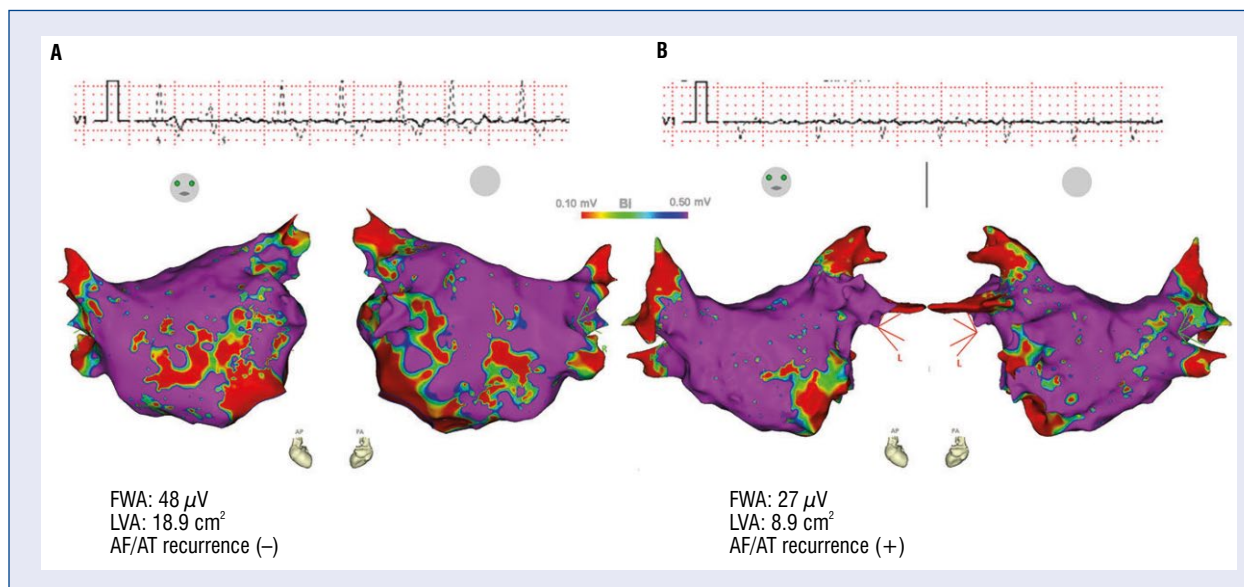 A
B
V1
V1
0.10 mV BI 0.50 mV
R
L
L
AP
PA
AP
PA
FWA: 48 μV
LVA: 18.9 cm²
AF/AT recurrence (–)
FWA: 27 μV
LVA: 8.9 cm²
AF/AT recurrence (+)